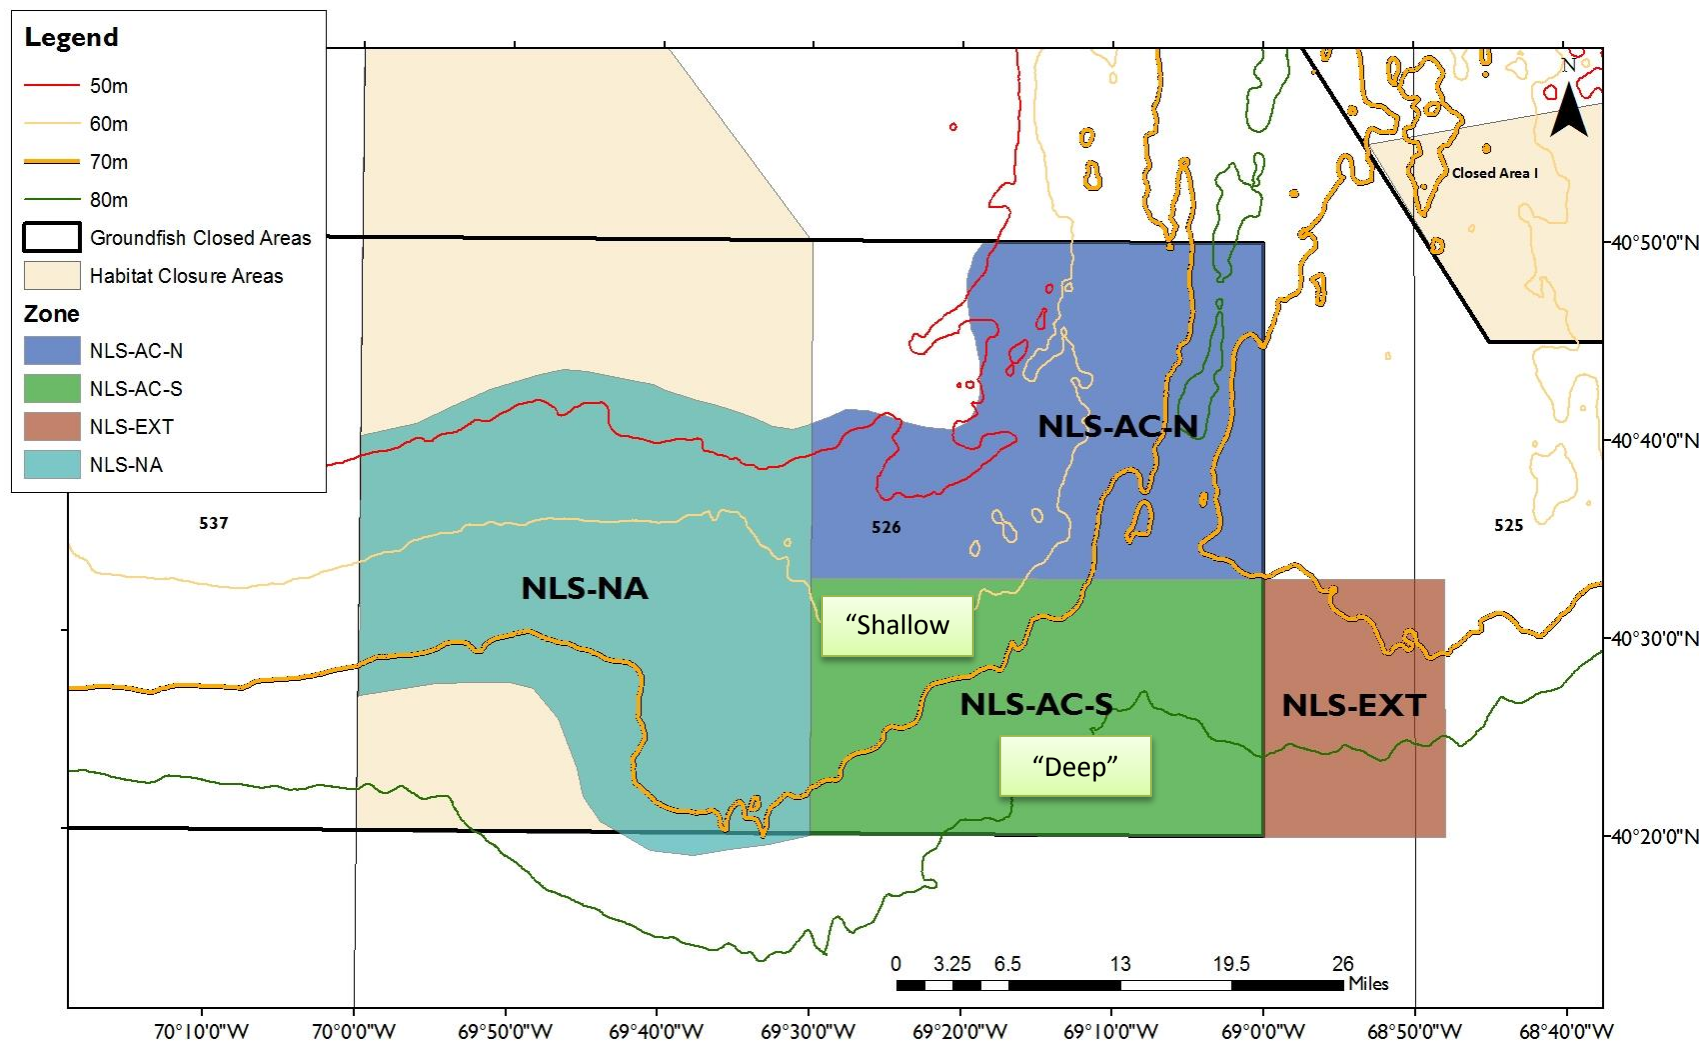 Legend
50m
60m
70m
80m
Groundfish Closed Areas
Habitat Closure Areas
Zone
NLS-AC-N
NLS-AC-S
NLS-EXT
NLS-NA
N
Closed Area I
40°50'0"N
NLS-AC-N
40°40'0"N
537
526
525
NLS-NA
"Shallow
40°30'0"N
NLS-AC-S
NLS-EXT
"Deep"
40°20'0"N
0 3.25 6.5 13 19.5 26
Miles
70°10'0"W 70°0'0"W 69°50'0"W 69°40'0"W 69°30'0"W 69°20'0"W 69°10'0"W 69°0'0"W 68°50'0"W 68°40'0"W